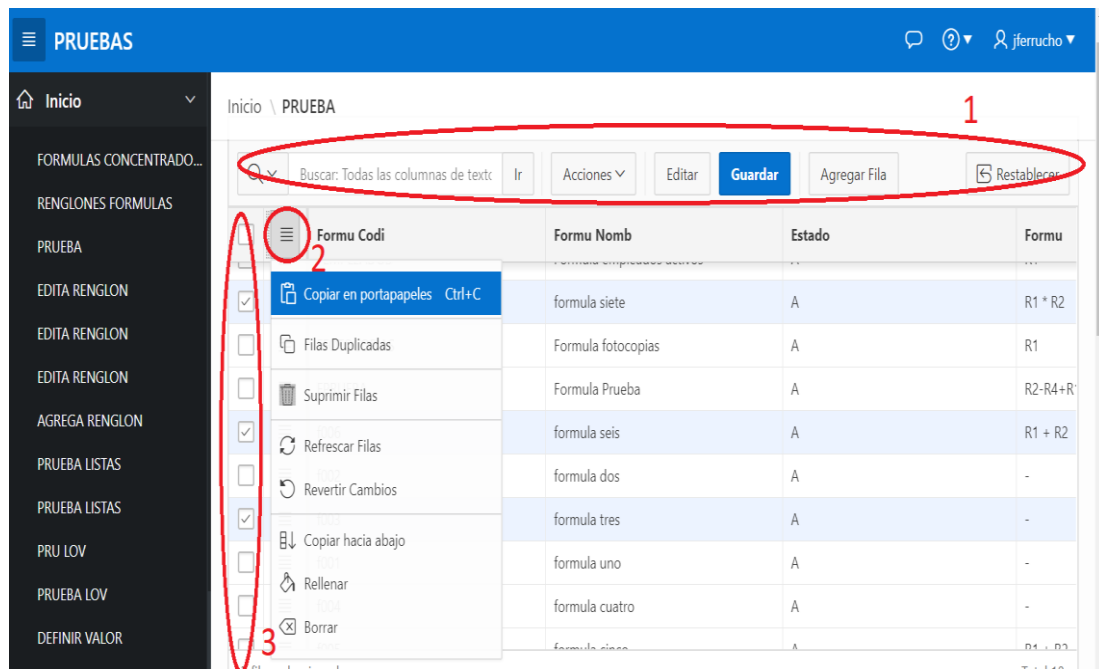 PRUEBAS
jferrucho
Inicio
Inicio \ PRUEBA
1
FORMULAS CONCENTRADO...
RENGLONES FORMULAS
PRUEBA
EDITA RENGLON
EDITA RENGLON
EDITA RENGLON
AGREGA RENGLON
PRUEBA LISTAS
PRUEBA LISTAS
PRU LOV
PRUEBA LOV
DEFINIR VALOR
Buscar: Todas las columnas de texto Ir Acciones Editar Guardar Agregar Fila Restablecer
Formu Codi Formu Nomb Estado Formu
2
Copiar en portapapeles Ctrl+C
Filas Duplicadas
Suprimir Filas
Refrescar Filas
Revertir Cambios
Copiar hacia abajo
Rellenar
Borrar
3
formula siete A R1 * R2
Formula fotocopias A R1
Formula Prueba A R2-R4+R
formula seis A R1 + R2
formula dos A -
formula tres A -
formula uno A -
formula cuatro A -